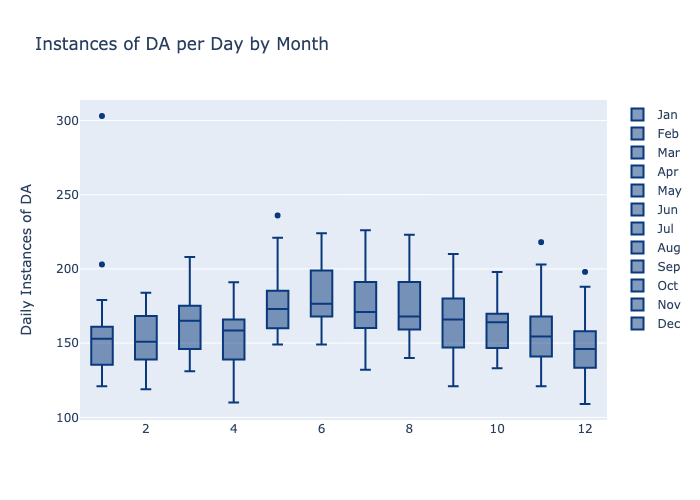 Instances of DA per Day by Month
Daily Instances of DA
300
250
200
150
100
2
4
6
8
10
12
Jan
Feb
Mar
Apr
May
Jun
Jul
Aug
Sep
Oct
Nov
Dec